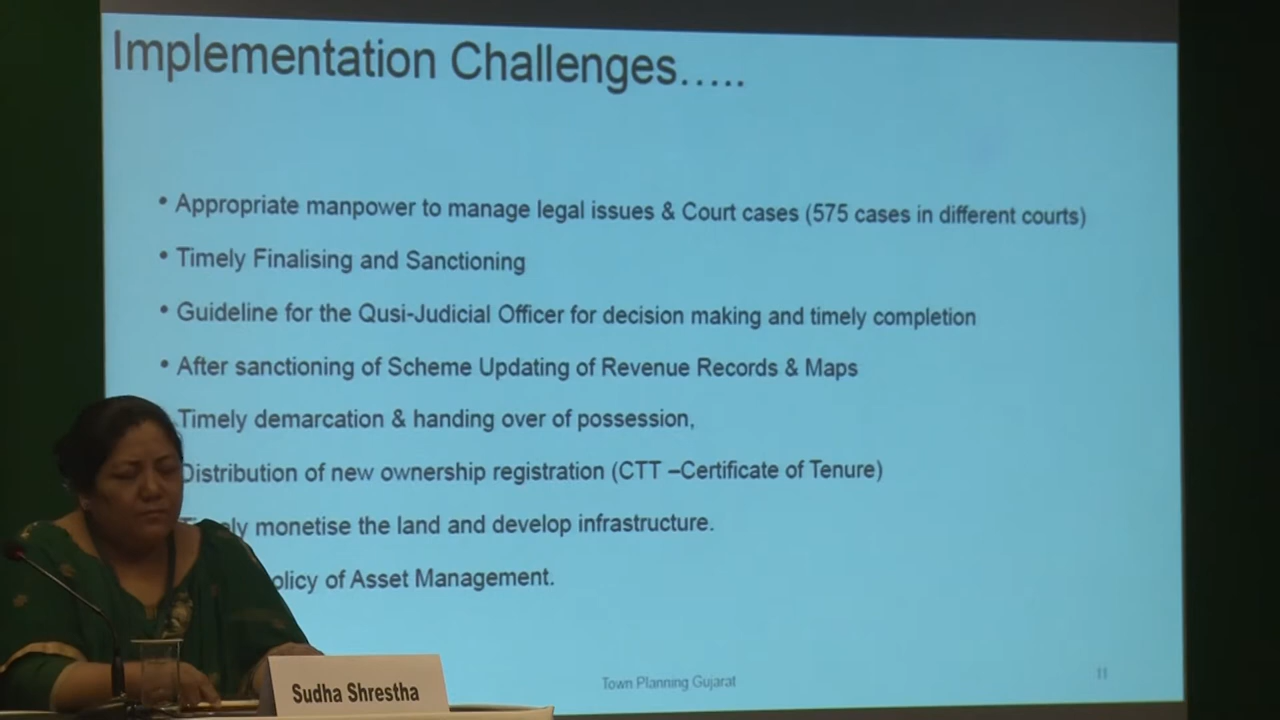 Implementation Challenges…..
• Appropriate manpower to manage legal issues & Court cases (575 cases in different courts)
• Timely Finalising and Sanctioning
• Guideline for the Qusi-Judicial Officer for decision making and timely completion
• After sanctioning of Scheme Updating of Revenue Records & Maps
Timely demarcation & handing over of possession,
Distribution of new ownership registration (CTT –Certificate of Tenure)
monetise the land and develop infrastructure.
of Asset Management.
Sudha Shrestha
Town Planning Gujarat
11